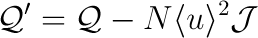 𝒬′ = 𝒬 − N⟨u⟩²𝒥